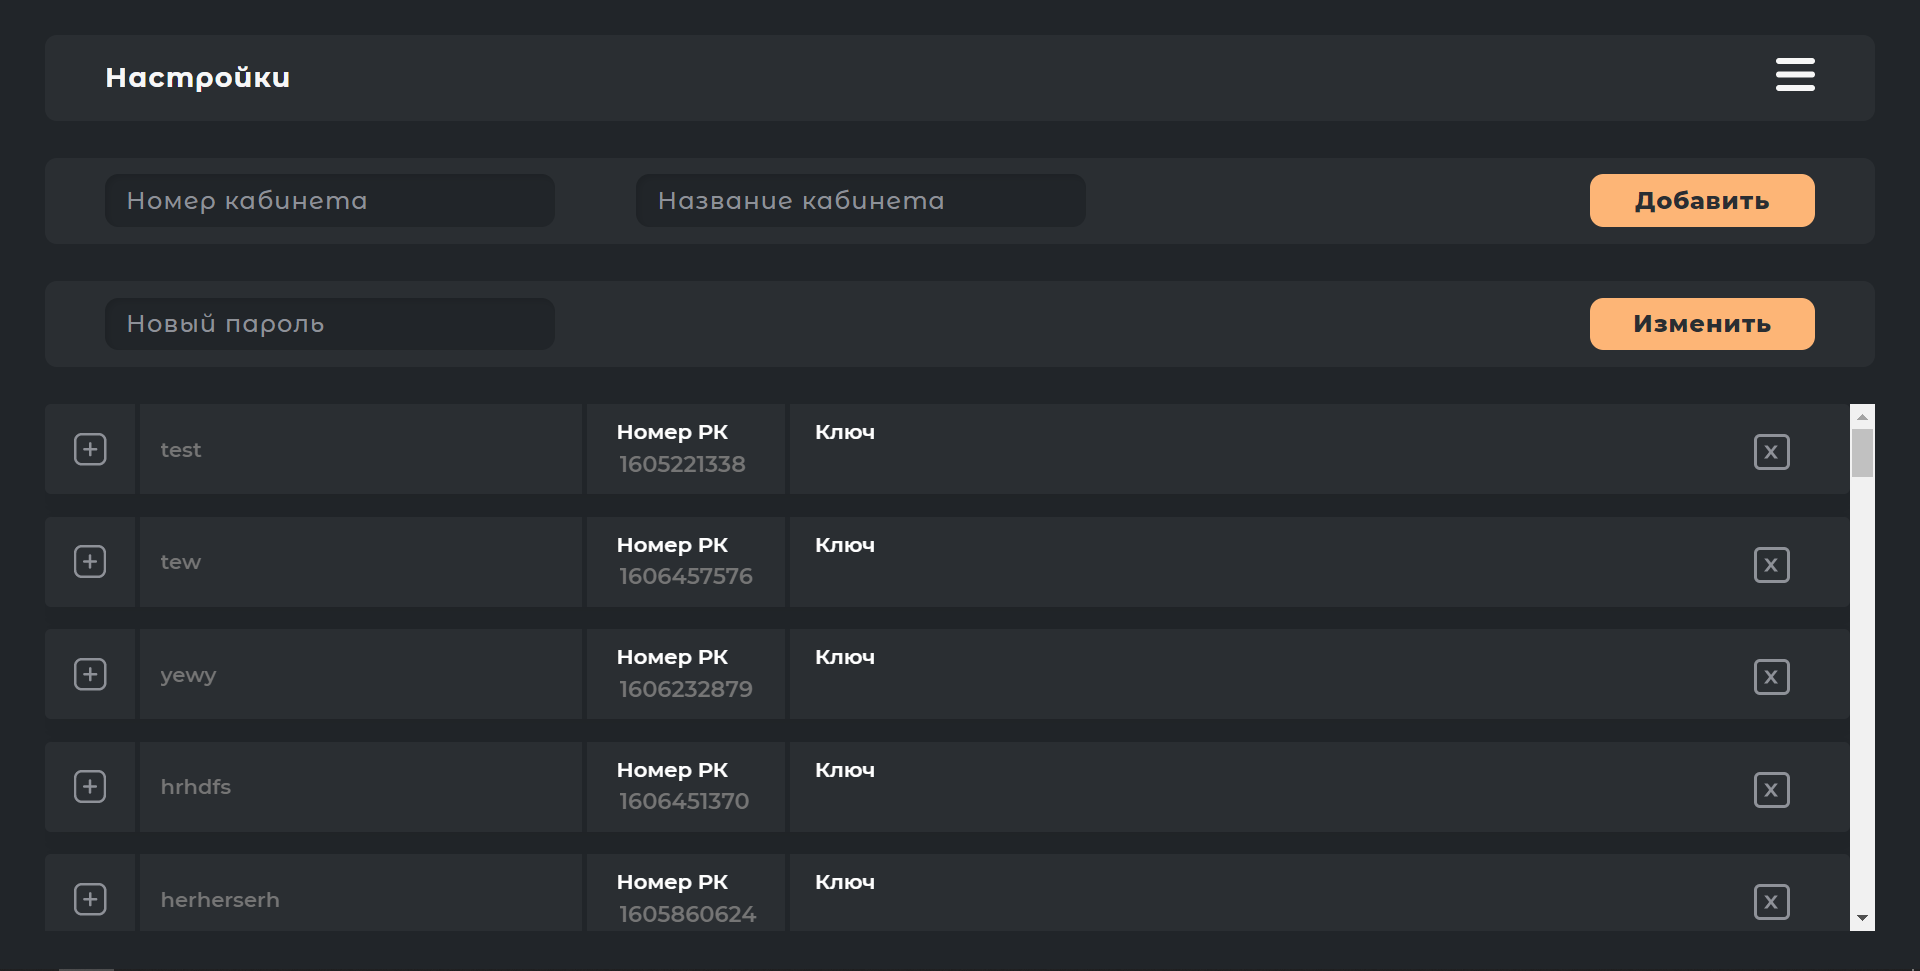 Настройки
Номер кабинета
Название кабинета
Добавить
Новый пароль
Изменить
test
Номер РК
1605221338
Ключ
X
tew
Номер РК
1606457576
Ключ
X
yewy
Номер РК
1606232879
Ключ
X
hrhdfs
Номер РК
1606451370
Ключ
X
herherserh
Номер РК
1605860624
Ключ
X